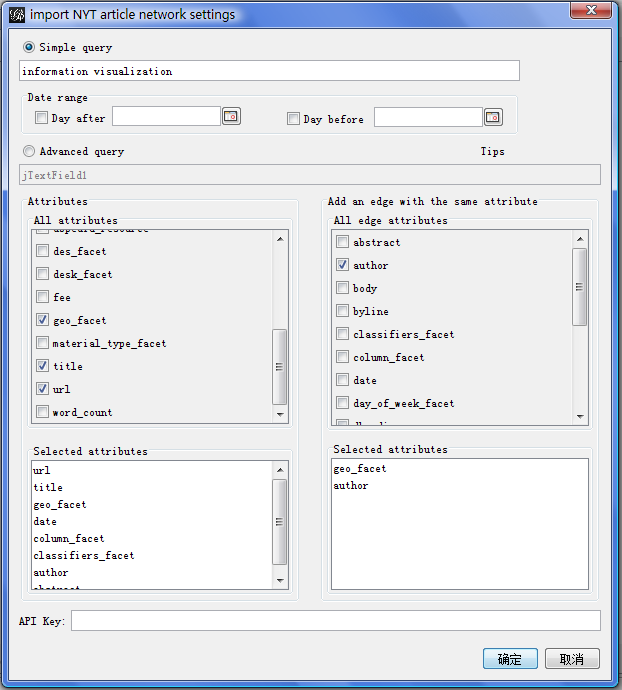 import NYT article network settings
Simple query
information visualization
Date range
Day after
Day before
Advanced query
Tips
jTextField1
Attributes
All attributes
des_facet
desk_facet
fee
geo_facet
material_type_facet
title
url
word_count
Selected attributes
url
title
geo_facet
date
column_facet
classifiers_facet
author
abstract
Add an edge with the same attribute
All edge attributes
abstract
author
body
byline
classifiers_facet
column_facet
date
day_of_week_facet
Selected attributes
geo_facet
author
API Key:
确定
取消